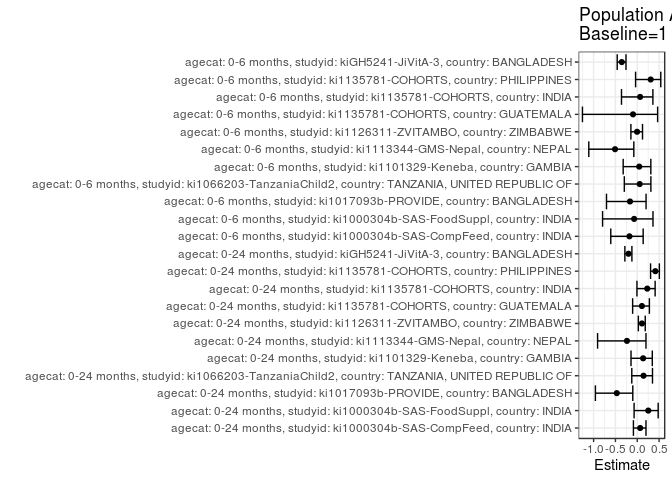 Population A
Baseline=1
agecat: 0-6 months, studyid: kiGH5241-JiVitA-3, country: BANGLADESH
agecat: 0-6 months, studyid: ki1135781-COHORTS, country: PHILIPPINES
agecat: 0-6 months, studyid: ki1135781-COHORTS, country: INDIA
agecat: 0-6 months, studyid: ki1135781-COHORTS, country: GUATEMALA
agecat: 0-6 months, studyid: ki1126311-ZVITAMBO, country: ZIMBABWE
agecat: 0-6 months, studyid: ki1113344-GMS-Nepal, country: NEPAL
agecat: 0-6 months, studyid: ki1101329-Keneba, country: GAMBIA
agecat: 0-6 months, studyid: ki1066203-TanzaniaChild2, country: TANZANIA, UNITED REPUBLIC OF
agecat: 0-6 months, studyid: ki1017093b-PROVIDE, country: BANGLADESH
agecat: 0-6 months, studyid: ki1000304b-SAS-FoodSuppl, country: INDIA
agecat: 0-6 months, studyid: ki1000304b-SAS-CompFeed, country: INDIA
agecat: 0-24 months, studyid: kiGH5241-JiVitA-3, country: BANGLADESH
agecat: 0-24 months, studyid: ki1135781-COHORTS, country: PHILIPPINES
agecat: 0-24 months, studyid: ki1135781-COHORTS, country: INDIA
agecat: 0-24 months, studyid: ki1135781-COHORTS, country: GUATEMALA
agecat: 0-24 months, studyid: ki1126311-ZVITAMBO, country: ZIMBABWE
agecat: 0-24 months, studyid: ki1113344-GMS-Nepal, country: NEPAL
agecat: 0-24 months, studyid: ki1101329-Keneba, country: GAMBIA
agecat: 0-24 months, studyid: ki1066203-TanzaniaChild2, country: TANZANIA, UNITED REPUBLIC OF
agecat: 0-24 months, studyid: ki1017093b-PROVIDE, country: BANGLADESH
agecat: 0-24 months, studyid: ki1000304b-SAS-FoodSuppl, country: INDIA
agecat: 0-24 months, studyid: ki1000304b-SAS-CompFeed, country: INDIA
-1.0 -0.5 0.0 0.5
Estimate